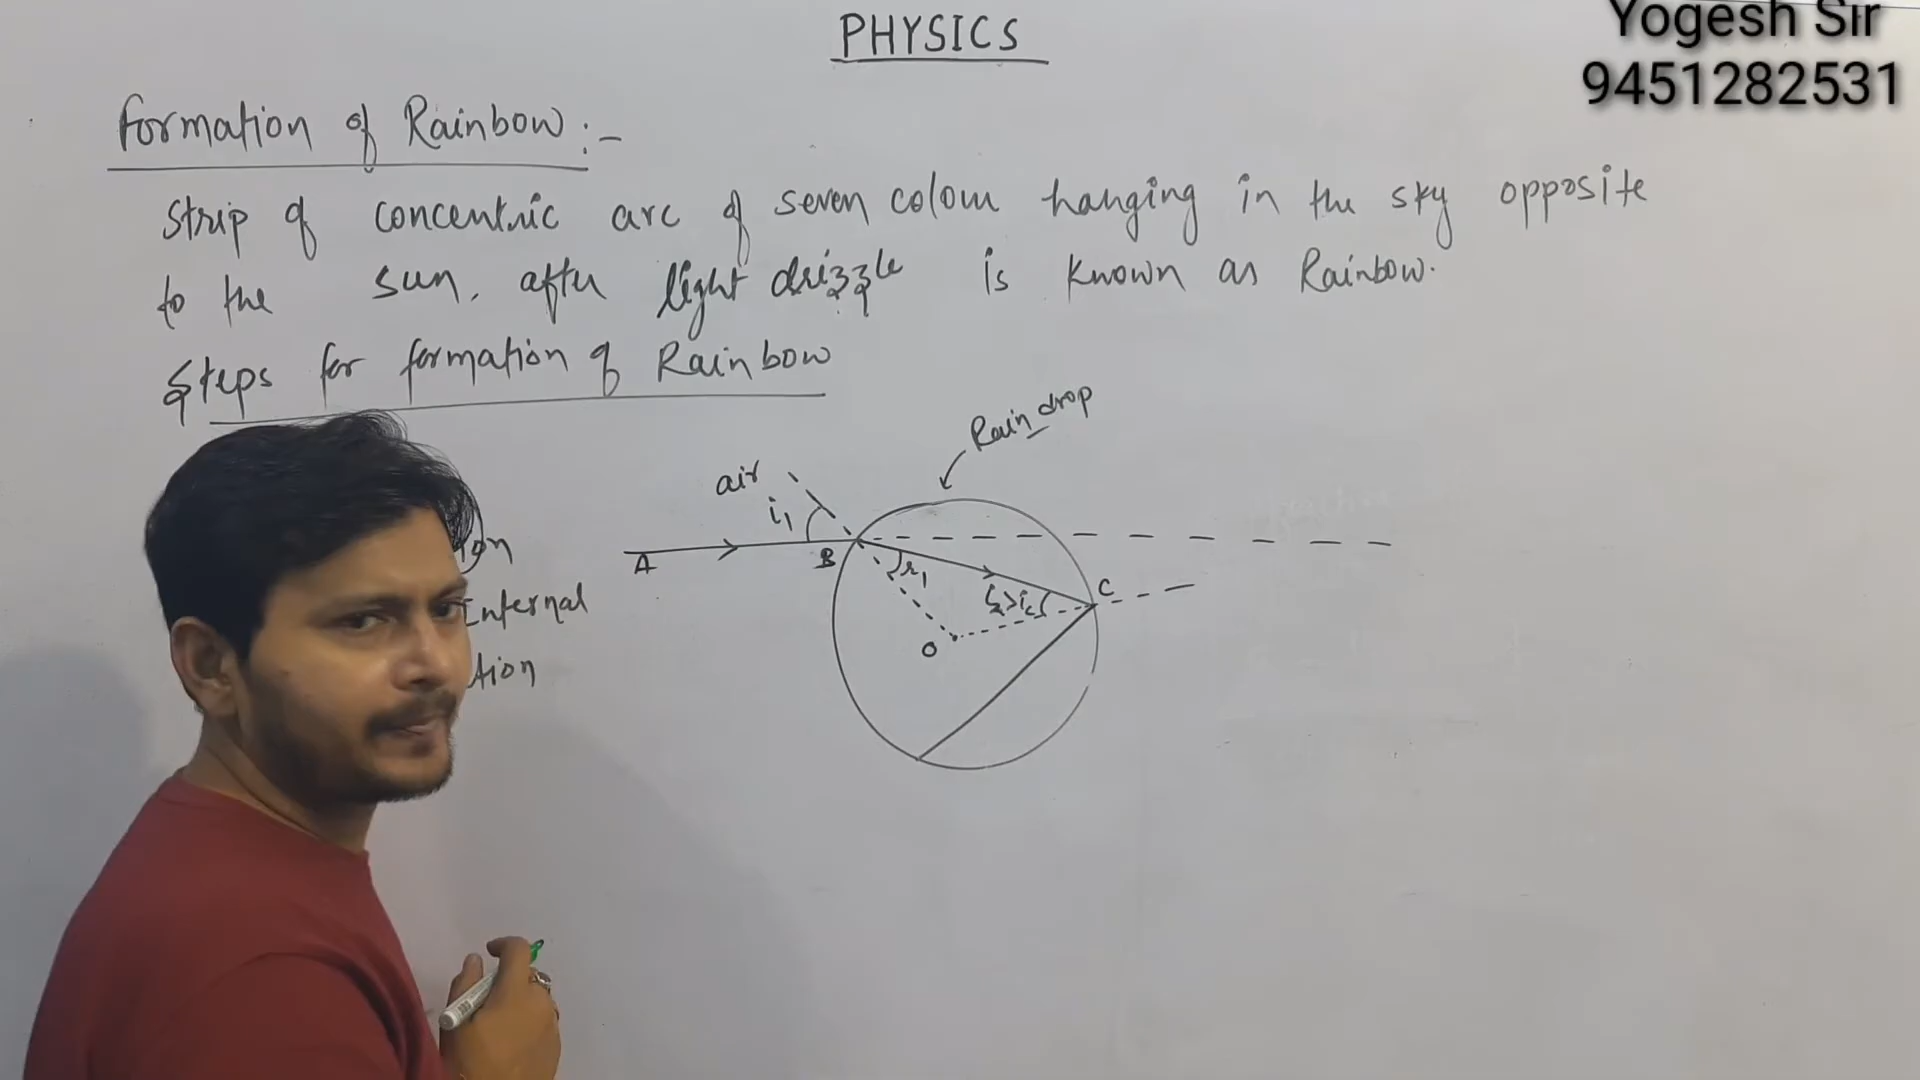 PHYSICS
Yogesh Sir
9451282531
Formation of Rainbow:-
Strip of concentric arc of seven colour hanging in the sky opposite
to the sun, after light drizzle is known as Rainbow.
Steps for formation of Rainbow
Rain drop
air
i₁
A
B
r₁
i₂>ic
C
O
Internal